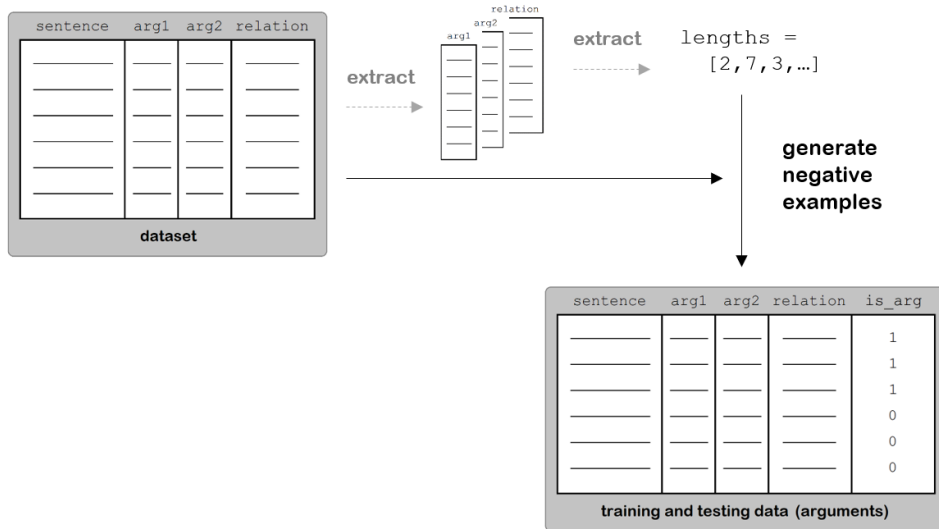 sentence arg1 arg2 relation
dataset
extract
arg1
arg2
relation
extract
lengths =
[2,7,3,…]
generate
negative
examples
sentence arg1 arg2 relation is_arg
1
1
1
0
0
0
training and testing data (arguments)